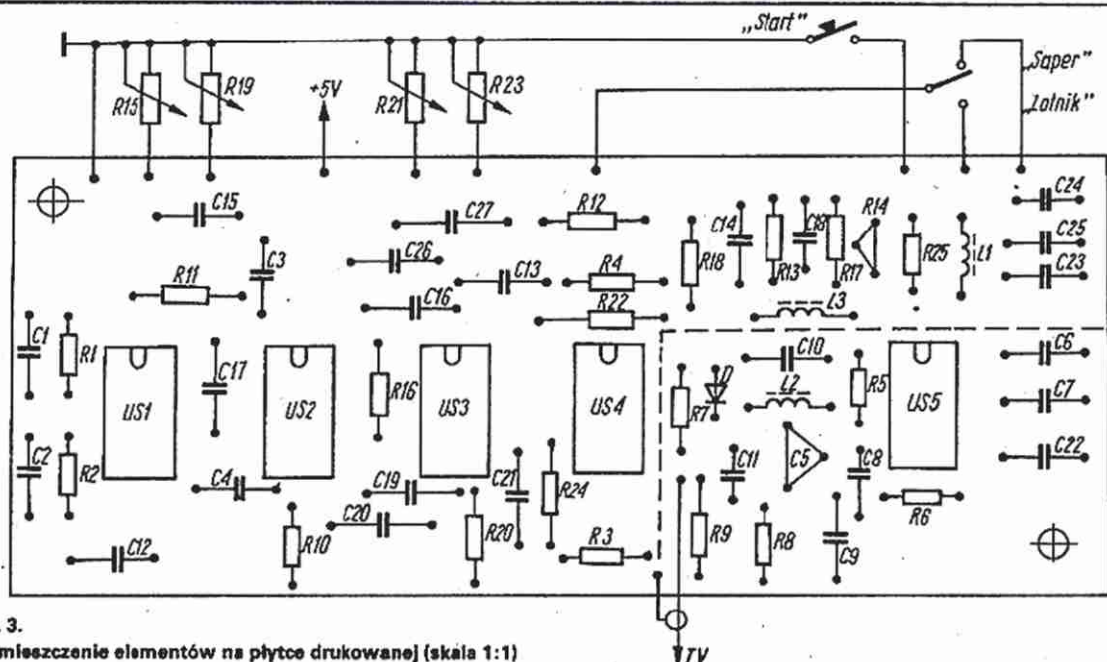 „Start"
„Saper"
„Lotnik"
R15
R19
+5V
R21
R23
C15
C27
R12
C14
R13
C18
R17
R14
R25
L1
C24
C25
C23
R11
C3
C26
C13
R4
R18
C16
R22
L3
C1
R1
US1
C17
US2
R16
US3
US4
R7
D
C10
L2
R5
US5
C6
C7
C22
C2
R2
C4
C19
C21
R24
C11
C5
C8
R6
C12
R10
C20
R20
R3
R9
R8
C9
TV
. 3.
mieszczenie elementów na płytce drukowanej (skala 1:1)